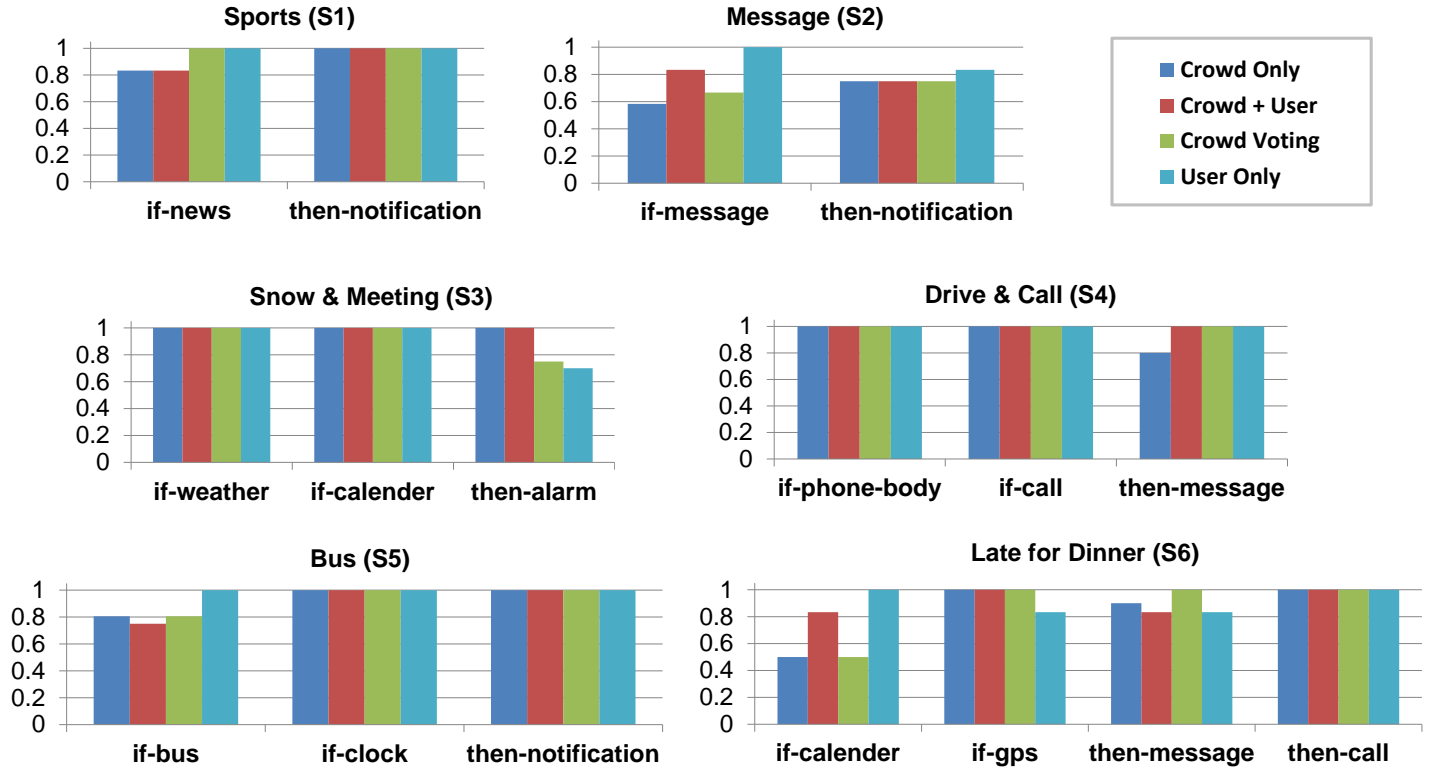 Sports (S1)
1
0.8
0.6
0.4
0.2
0
if-news then-notification
Message (S2)
1
0.8
0.6
0.4
0.2
0
if-message then-notification
Crowd Only
Crowd + User
Crowd Voting
User Only
Snow & Meeting (S3)
1
0.8
0.6
0.4
0.2
0
if-weather if-calender then-alarm
Drive & Call (S4)
1
0.8
0.6
0.4
0.2
0
if-phone-body if-call then-message
Bus (S5)
1
0.8
0.6
0.4
0.2
0
if-bus if-clock then-notification
Late for Dinner (S6)
1
0.8
0.6
0.4
0.2
0
if-calender if-gps then-message then-call